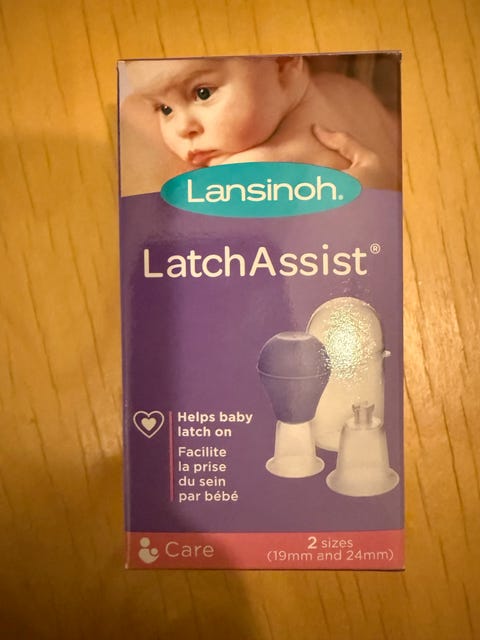 Lansinoh®
LatchAssist®
Helps baby
latch on
Facilite
la prise
du sein
par bébé
Care
2 sizes
(19mm and 24mm)